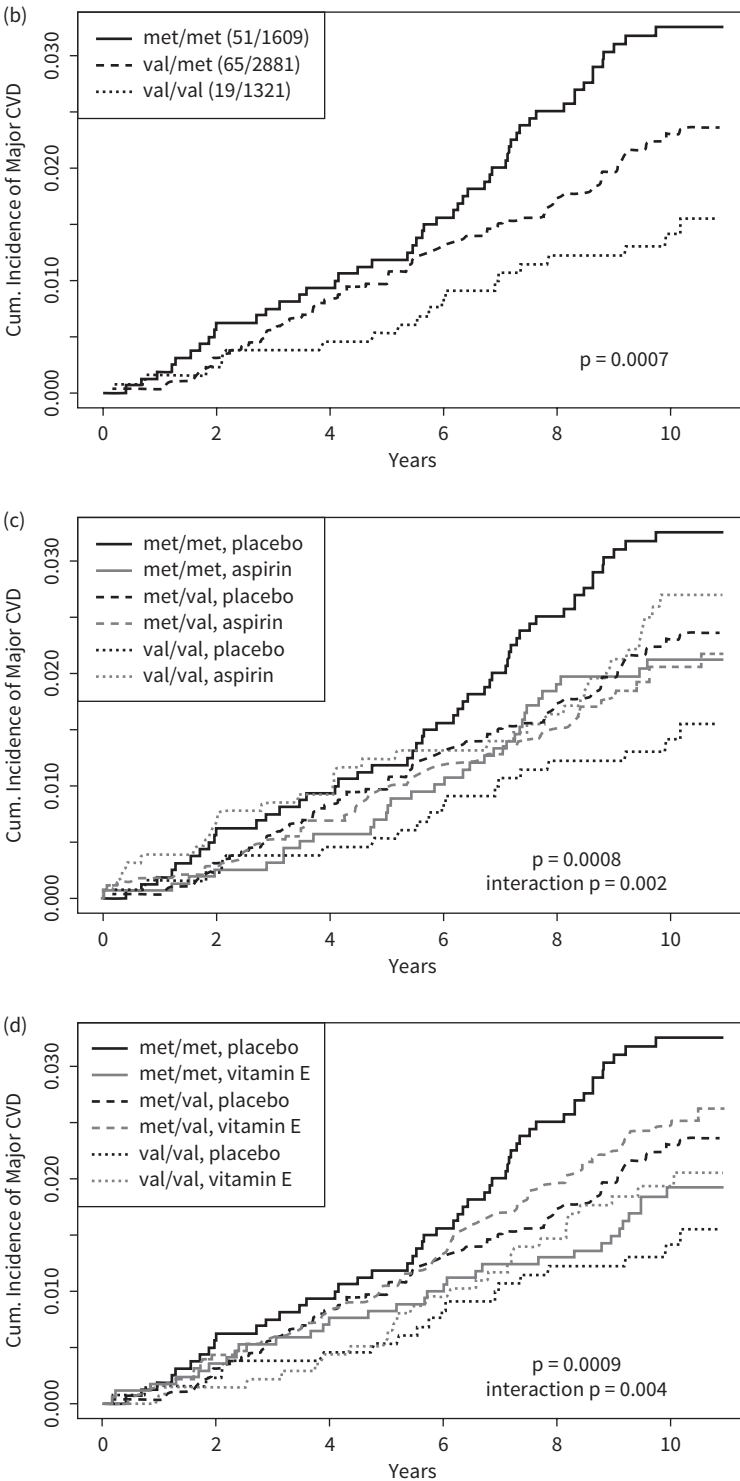 (b)
met/met (51/1609)
val/met (65/2881)
val/val (19/1321)
Cum. Incidence of Major CVD
0.030
0.020
0.010
0.000
p = 0.0007
0 2 4 6 8 10
Years
(c)
met/met, placebo
met/met, aspirin
met/val, placebo
met/val, aspirin
val/val, placebo
val/val, aspirin
Cum. Incidence of Major CVD
0.030
0.020
0.010
0.000
p = 0.0008
interaction p = 0.002
0 2 4 6 8 10
Years
(d)
met/met, placebo
met/met, vitamin E
met/val, placebo
met/val, vitamin E
val/val, placebo
val/val, vitamin E
Cum. Incidence of Major CVD
0.030
0.020
0.010
0.000
p = 0.0009
interaction p = 0.004
0 2 4 6 8 10
Years